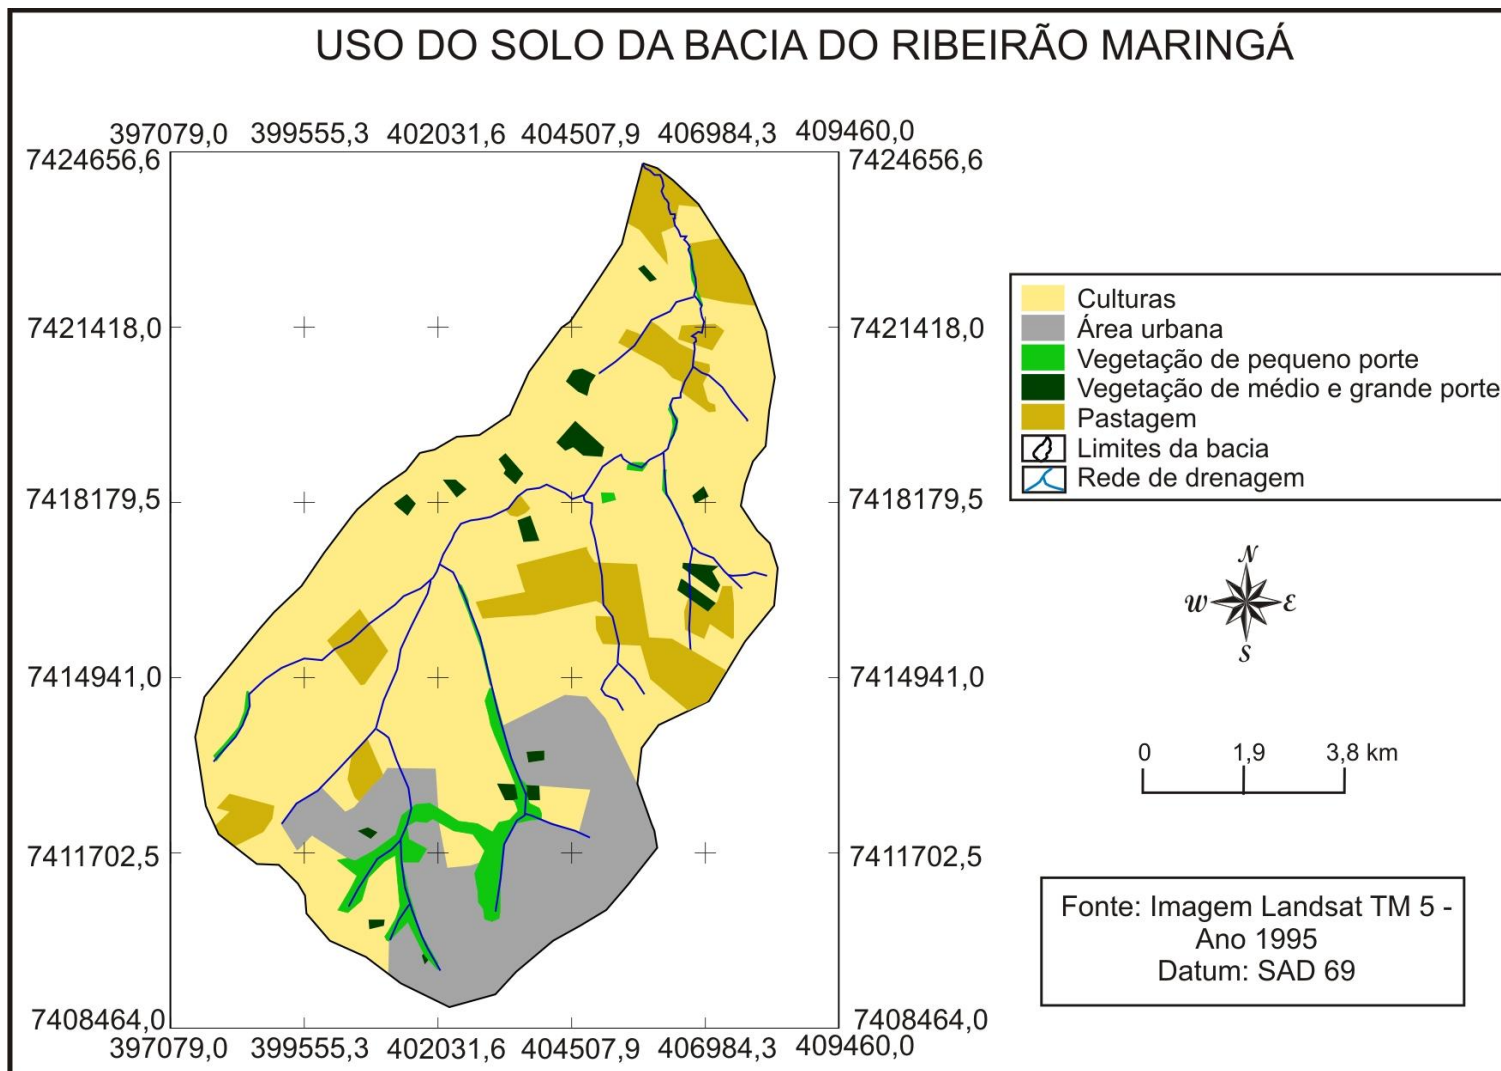 USO DO SOLO DA BACIA DO RIBEIRÃO MARINGÁ
397079,0 399555,3 402031,6 404507,9 406984,3 409460,0
7424656,6 7424656,6
7421418,0 7421418,0
7418179,5 7418179,5
7414941,0 7414941,0
7411702,5 7411702,5
7408464,0 7408464,0
397079,0 399555,3 402031,6 404507,9 406984,3 409460,0
Culturas
Área urbana
Vegetação de pequeno porte
Vegetação de médio e grande porte
Pastagem
Limites da bacia
Rede de drenagem
N
W E
S
0 1,9 3,8 km
Fonte: Imagem Landsat TM 5 -
Ano 1995
Datum: SAD 69